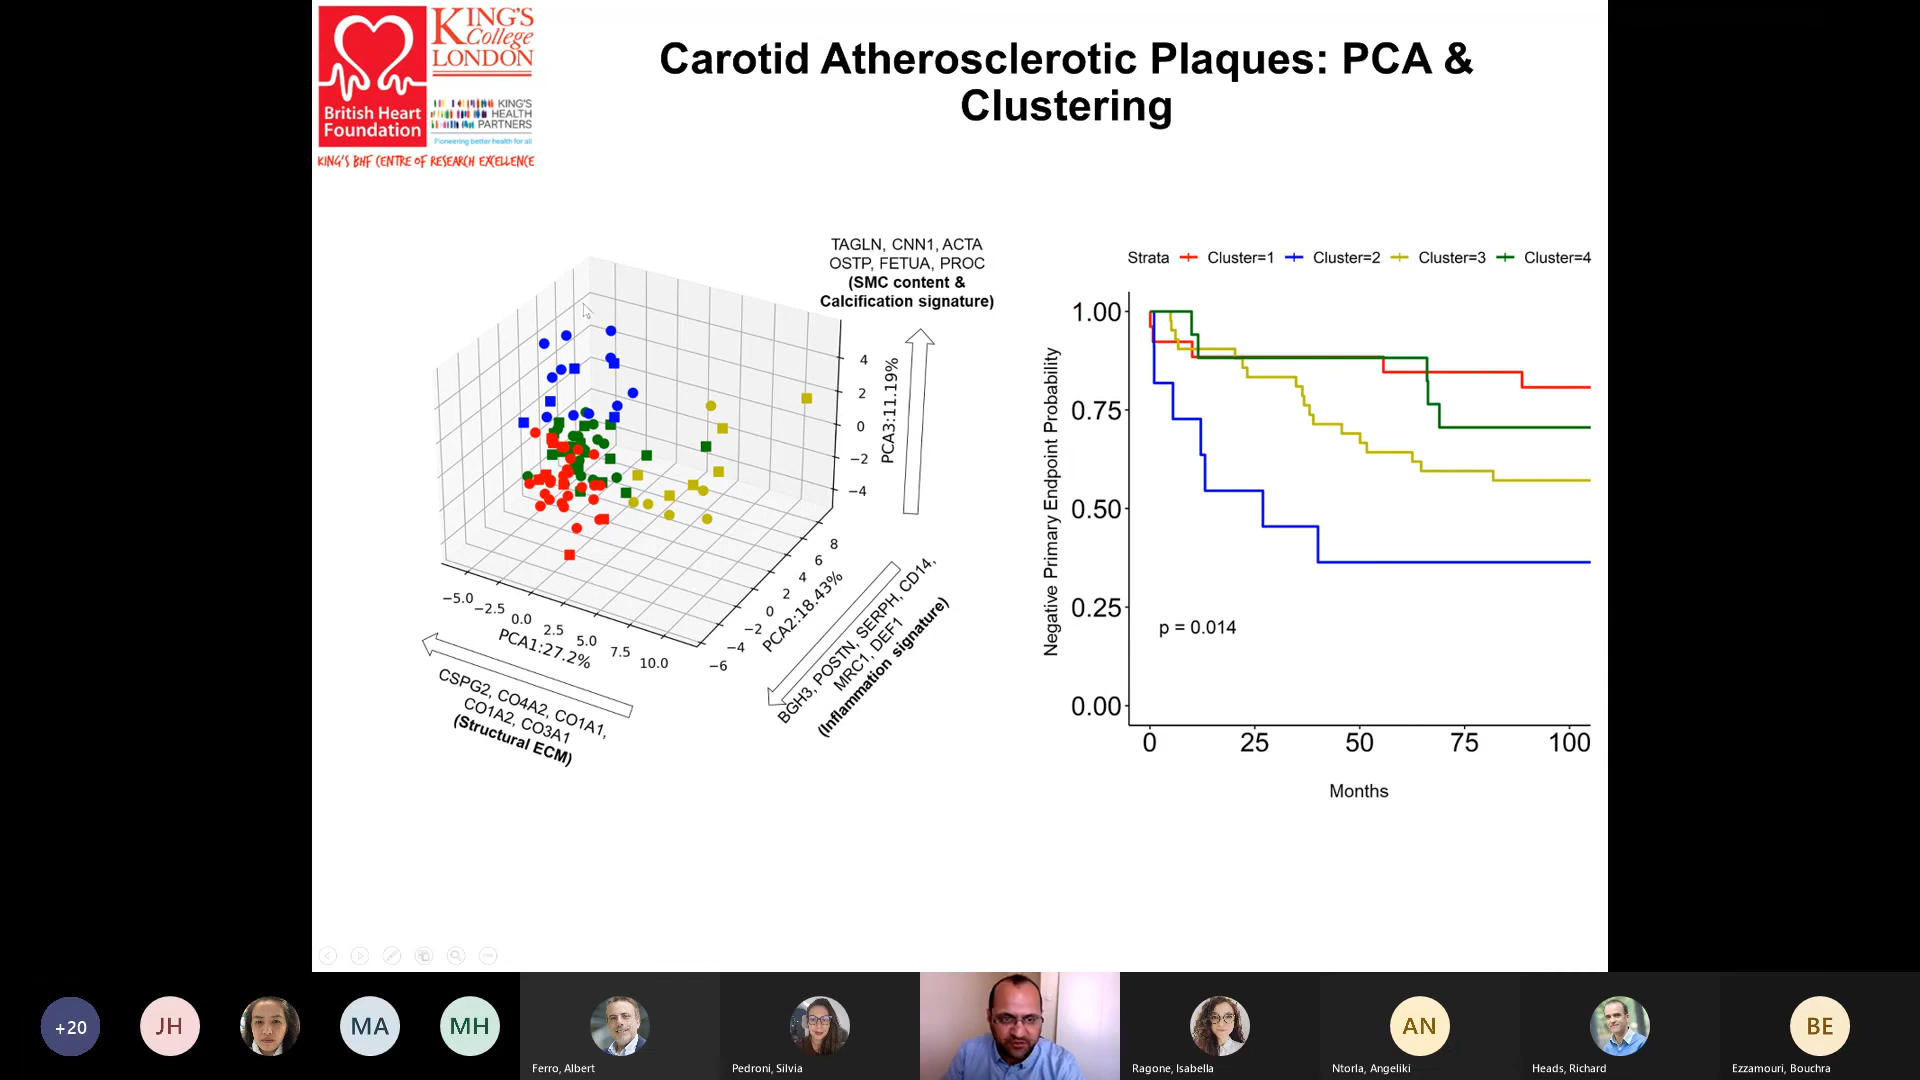 British Heart
Foundation
KING'S
College
LONDON
KING'S
HEALTH
PARTNERS
Pioneering better health for all
KING'S BHF CENTRE OF RESEARCH EXCELLENCE
Carotid Atherosclerotic Plaques: PCA &
Clustering
TAGLN, CNN1, ACTA
OSTP, FETUA, PROC
(SMC content &
Calcification signature)
4
2
0
−2
−4
PCA3:11.19%
8
6
4
2
0
−2
−4
−6
PCA2:18.43%
BGH3, POSTN, SERPH, CD14,
MRC1, DEF1
(Inflammation signature)
−5.0
−2.5
0.0
2.5
5.0
7.5
10.0
PCA1:27.2%
CSPG2, CO4A2, CO1A1,
CO1A2, CO3A1
(Structural ECM)
Strata Cluster=1 Cluster=2 Cluster=3 Cluster=4
Negative Primary Endpoint Probability
1.00
0.75
0.50
0.25
0.00
p = 0.014
0 25 50 75 100
Months
+20
JH
MA
MH
Ferro, Albert
Pedroni, Silvia
Ragone, Isabella
AN
Ntorla, Angeliki
Heads, Richard
BE
Ezzamouri, Bouchra